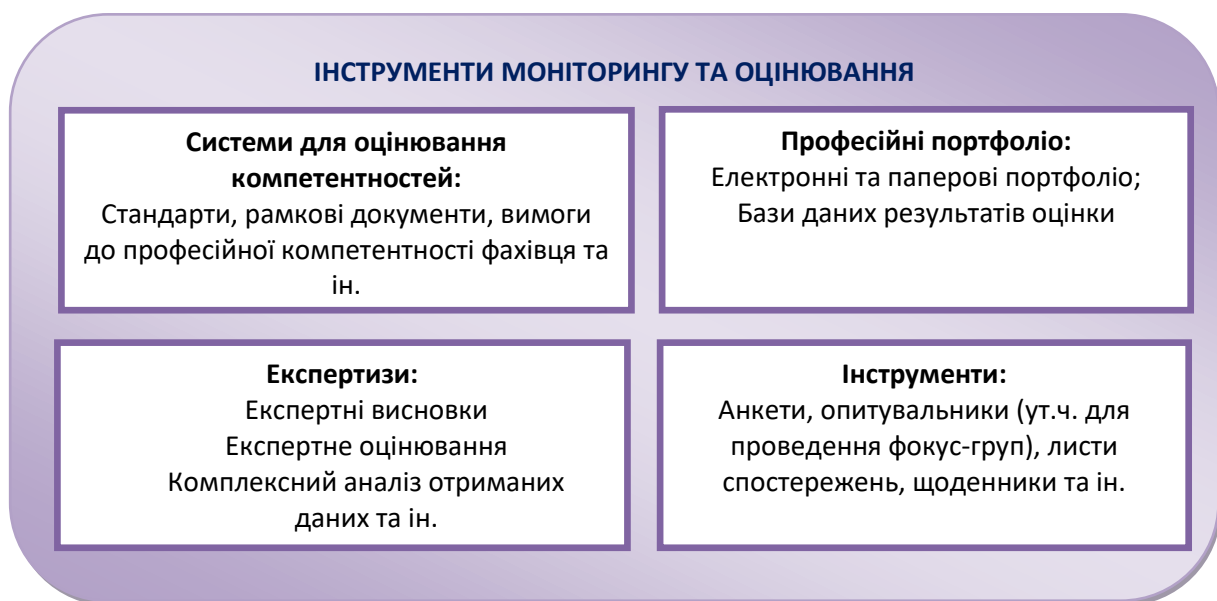 ІНСТРУМЕНТИ МОНІТОРИНГУ ТА ОЦІНЮВАННЯ
Системи для оцінювання
компетентностей:
Стандарти, рамкові документи, вимоги
до професійної компетентності фахівця та
ін.
Професійні портфоліо:
Електронні та паперові портфоліо;
Бази даних результатів оцінки
Експертизи:
Експертні висновки
Експертне оцінювання
Комплексний аналіз отриманих
даних та ін.
Інструменти:
Анкети, опитувальники (ут.ч. для
проведення фокус-груп), листи
спостережень, щоденники та ін.